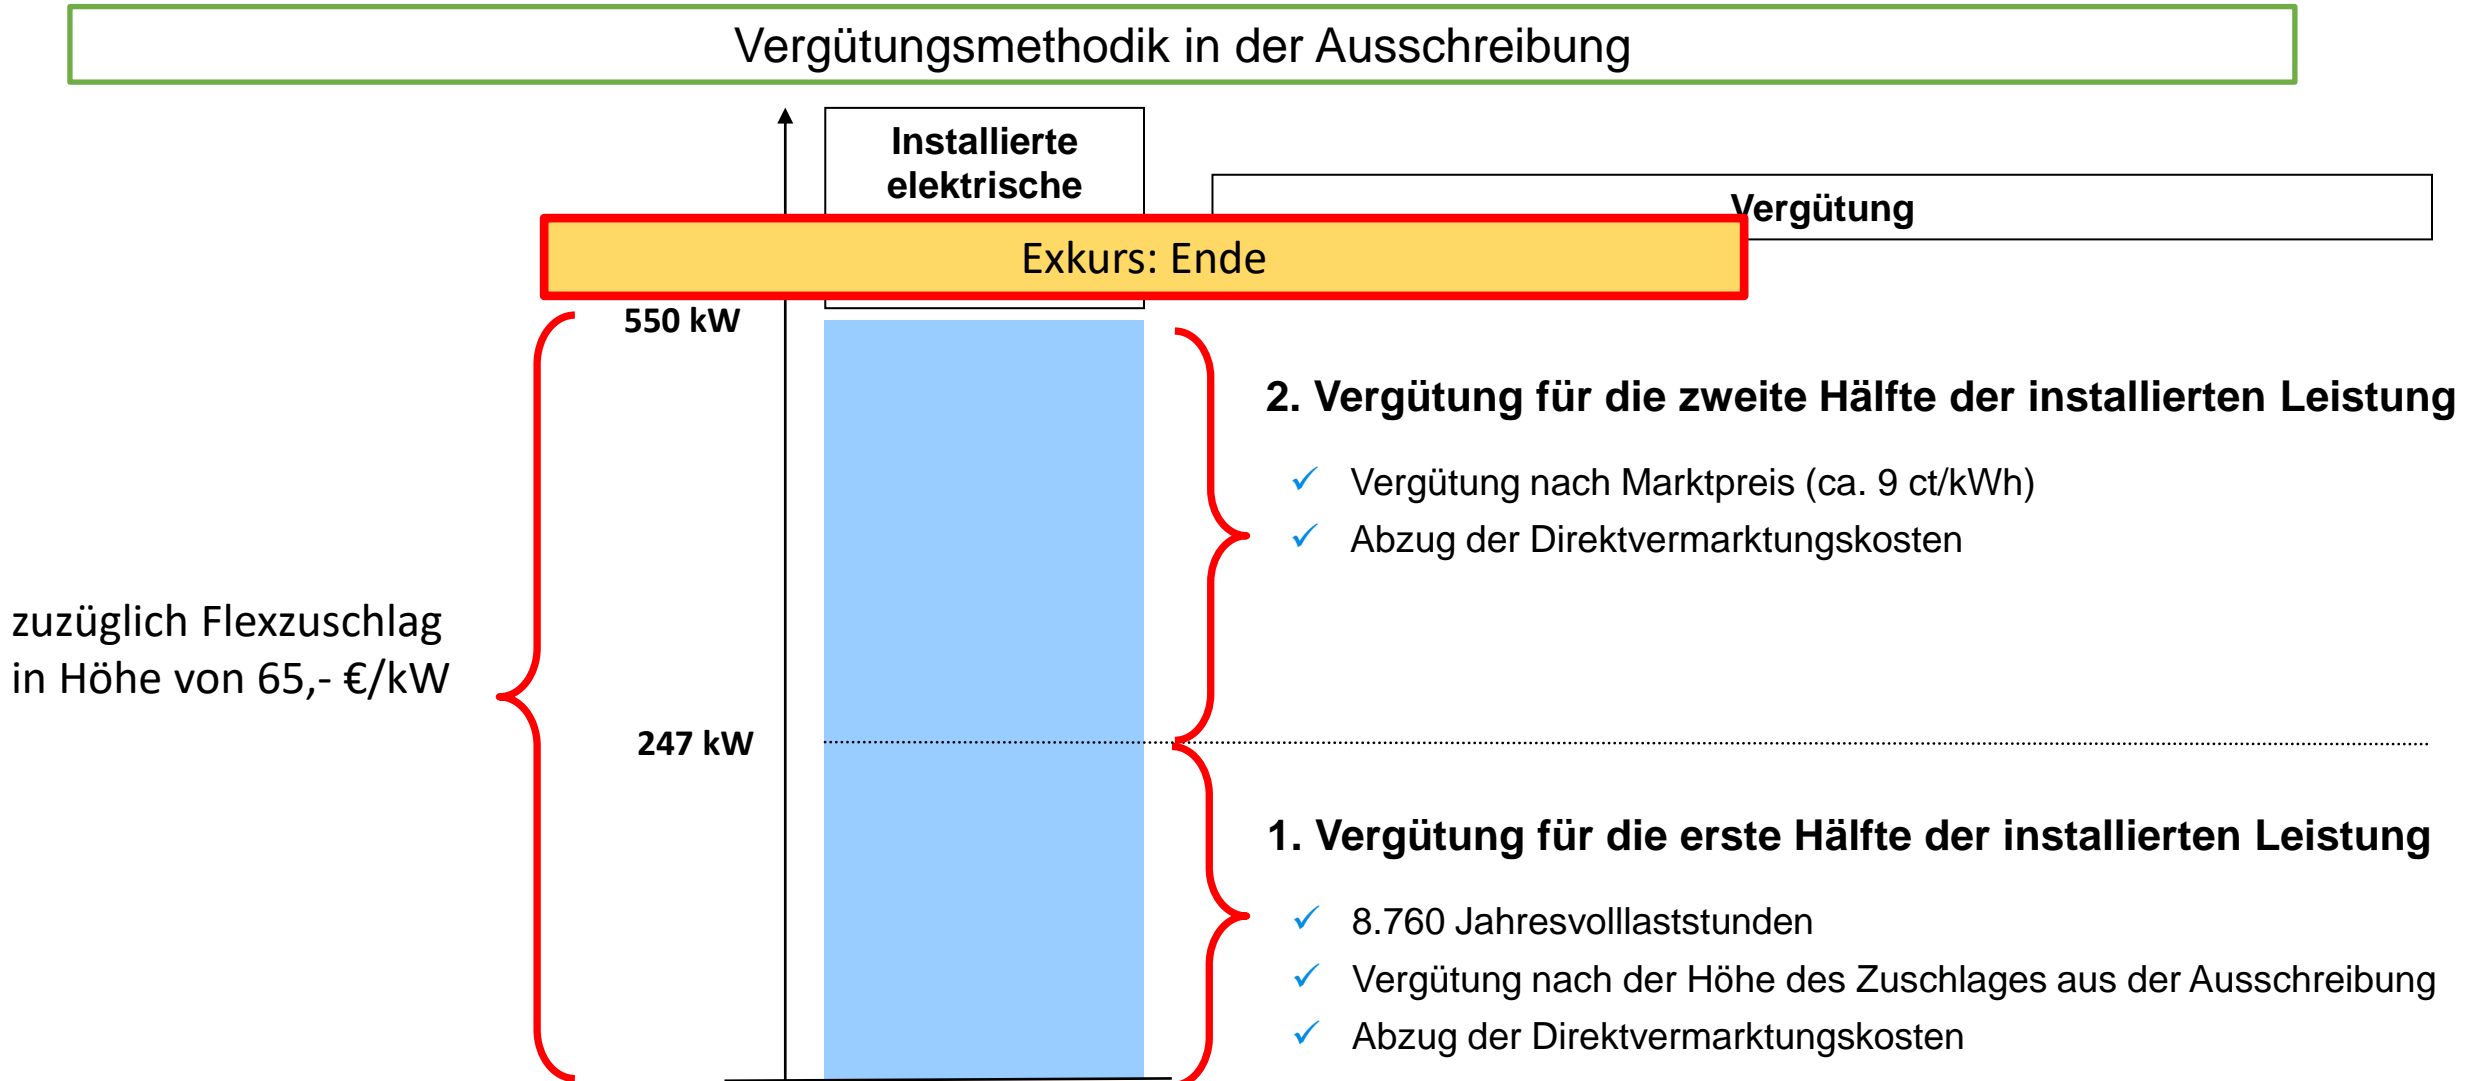 Vergütungsmethodik in der Ausschreibung
Installierte
elektrische
Vergütung
Exkurs: Ende
550 kW
2. Vergütung für die zweite Hälfte der installierten Leistung
✓ Vergütung nach Marktpreis (ca. 9 ct/kWh)
✓ Abzug der Direktvermarktungskosten
zuzüglich Flexzuschlag
in Höhe von 65,- €/kW
247 kW
1. Vergütung für die erste Hälfte der installierten Leistung
✓ 8.760 Jahresvolllaststunden
✓ Vergütung nach der Höhe des Zuschlages aus der Ausschreibung
✓ Abzug der Direktvermarktungskosten